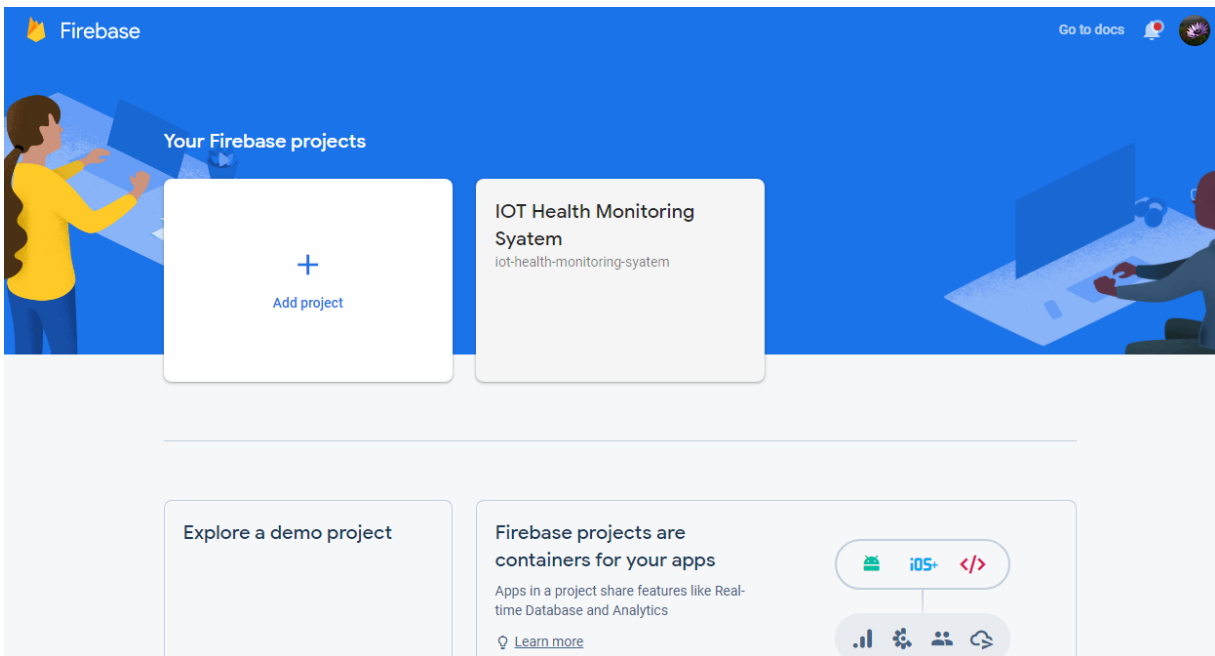 Firebase
Go to docs
Your Firebase projects
Add project
IOT Health Monitoring
Syatem
iot-health-monitoring-syatem
Explore a demo project
Firebase projects are
containers for your apps
Apps in a project share features like Real-
time Database and Analytics
Learn more
iOS+